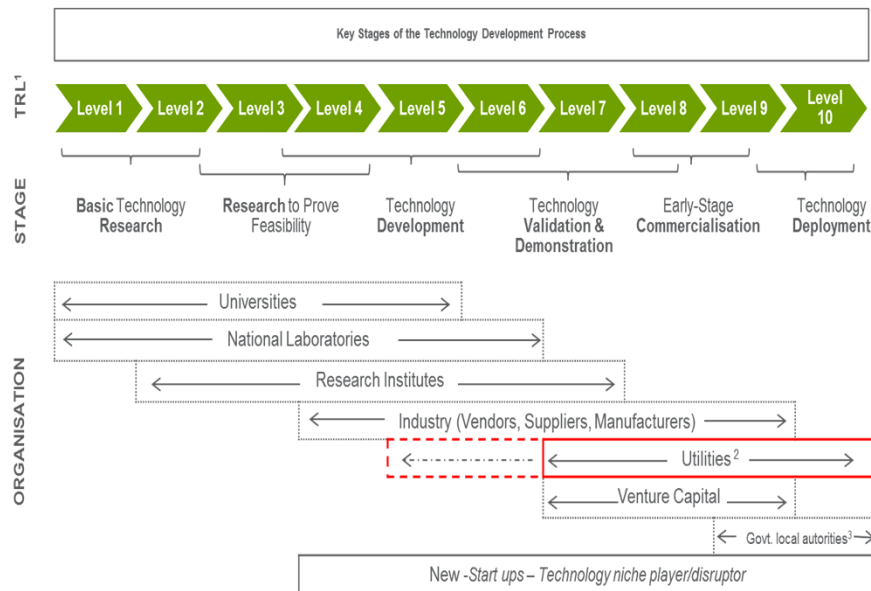 Key Stages of the Technology Development Process
TRL¹
Level 1
Level 2
Level 3
Level 4
Level 5
Level 6
Level 7
Level 8
Level 9
Level
10
STAGE
Basic Technology
Research
Research to Prove
Feasibility
Technology
Development
Technology
Validation &
Demonstration
Early-Stage
Commercialisation
Technology
Deployment
ORGANISATION
Universities
National Laboratories
Research Institutes
Industry (Vendors, Suppliers, Manufacturers)
Utilities²
Venture Capital
Govt. local autorities³
New -Start ups – Technology niche player/disruptor